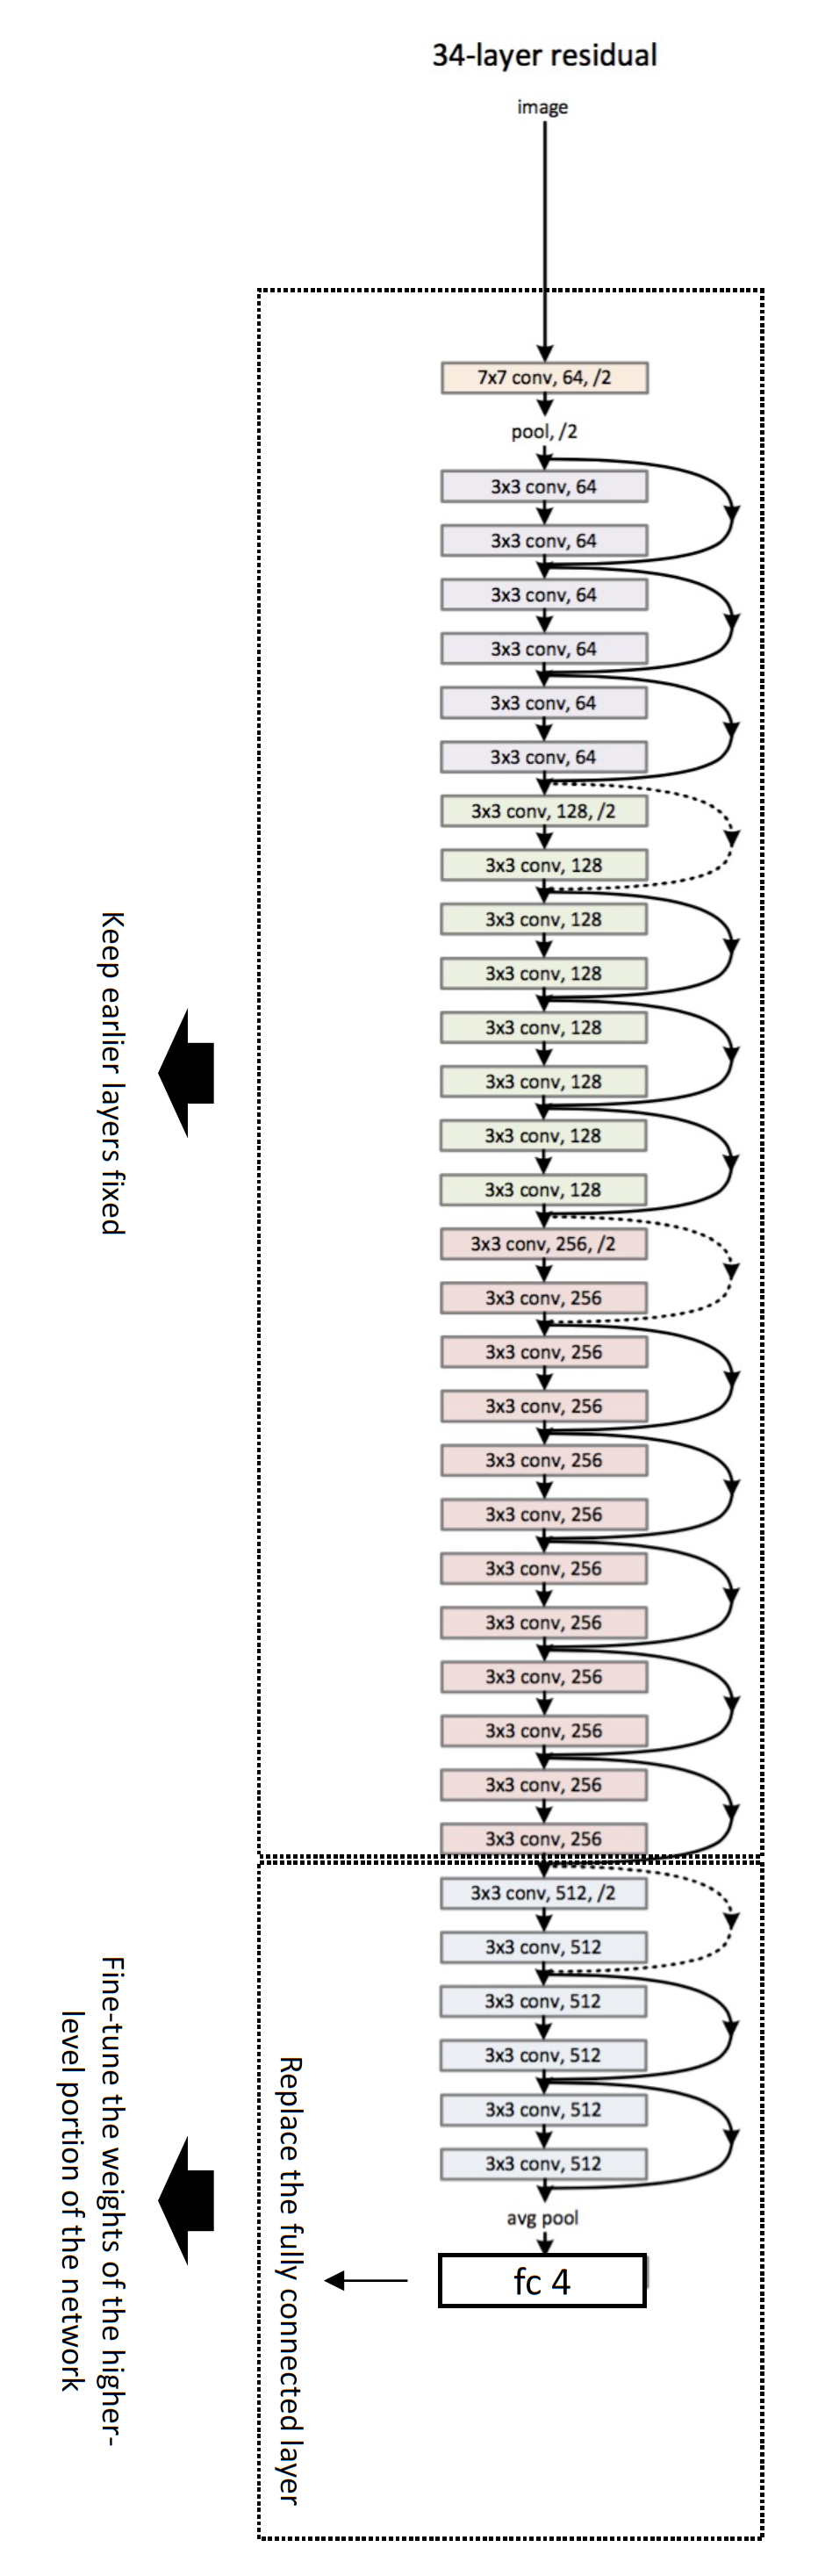 34-layer residual
image
7x7 conv, 64, /2
pool, /2
3x3 conv, 64
3x3 conv, 64
3x3 conv, 64
3x3 conv, 64
3x3 conv, 64
3x3 conv, 64
3x3 conv, 128, /2
3x3 conv, 128
3x3 conv, 128
3x3 conv, 128
3x3 conv, 128
3x3 conv, 128
3x3 conv, 128
3x3 conv, 128
3x3 conv, 256, /2
3x3 conv, 256
3x3 conv, 256
3x3 conv, 256
3x3 conv, 256
3x3 conv, 256
3x3 conv, 256
3x3 conv, 256
3x3 conv, 256
3x3 conv, 256
3x3 conv, 256
3x3 conv, 256
3x3 conv, 512, /2
3x3 conv, 512
3x3 conv, 512
3x3 conv, 512
3x3 conv, 512
3x3 conv, 512
avg pool
fc 4
Keep earlier layers fixed
Replace the fully connected layer
Fine-tune the weights of the higher-
level portion of the network